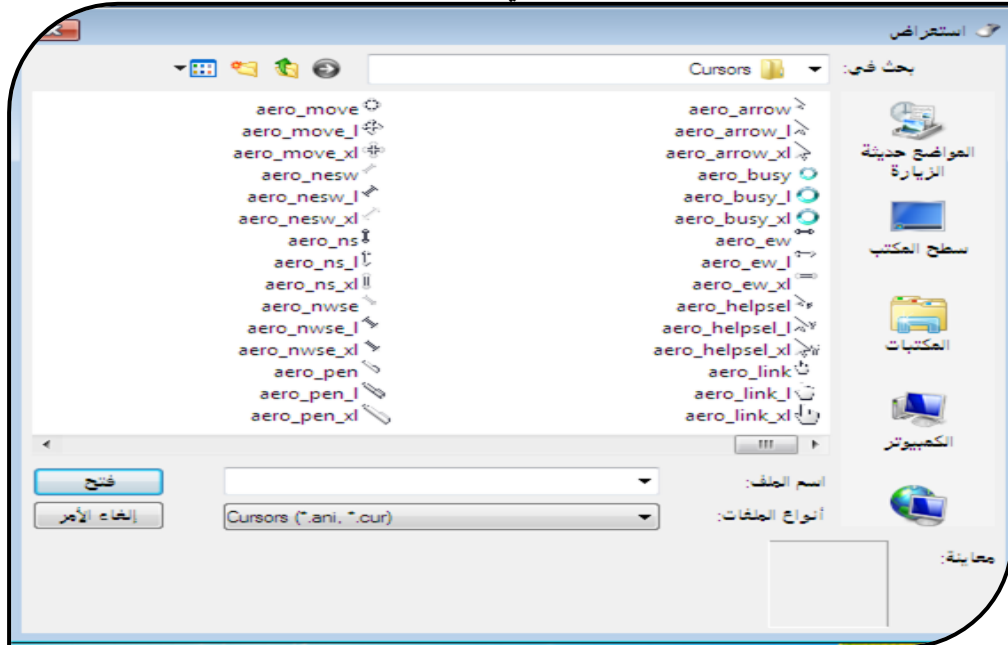 استعراض
بحث في: Cursors
المواضع حديثة
الزيارة
سطح المكتب
المكتبات
الكمبيوتر
aero_arrow
aero_arrow_l
aero_arrow_xl
aero_busy
aero_busy_l
aero_busy_xl
aero_ew
aero_ew_l
aero_ew_xl
aero_helpsel
aero_helpsel_l
aero_helpsel_xl
aero_link
aero_link_l
aero_link_xl
aero_move
aero_move_l
aero_move_xl
aero_nesw
aero_nesw_l
aero_nesw_xl
aero_ns
aero_ns_l
aero_ns_xl
aero_nwse
aero_nwse_l
aero_nwse_xl
aero_pen
aero_pen_l
aero_pen_xl
اسم الملف:
فتح
أنواع الملفات: Cursors (*.ani, *.cur)
إلغاء الأمر
معاينة: